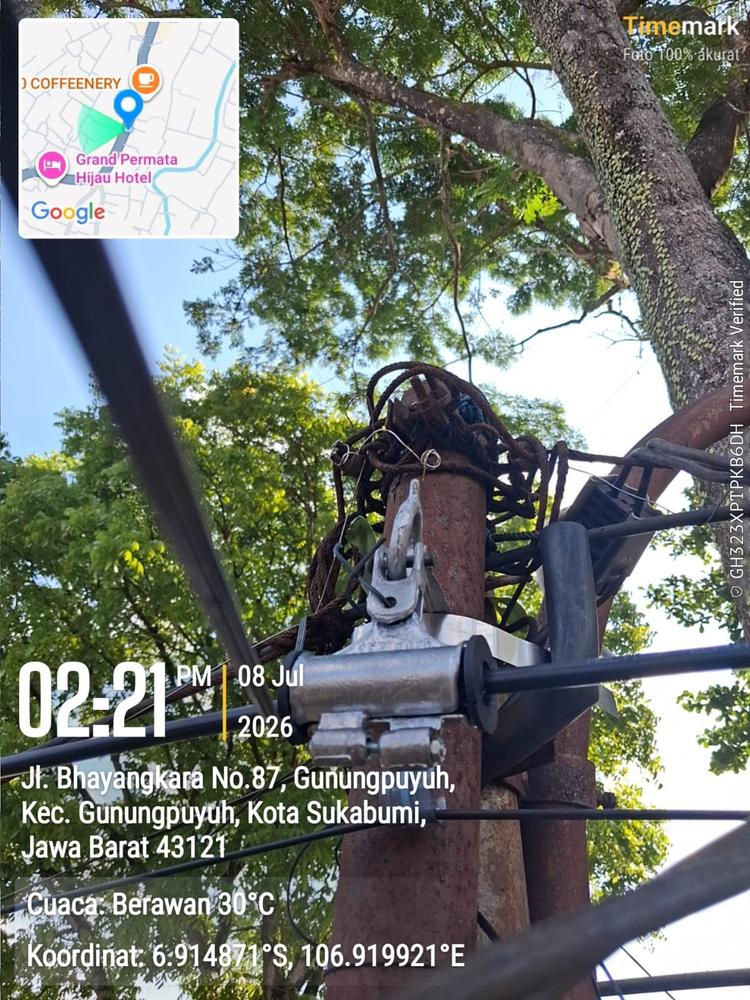 Timemark
Foto 100% akurat
O COFFEENERY
Grand Permata
Hijau Hotel
Google
GH323XPTPKB6DH Timemark Verified
02:21 PM
08 Jul
2026
Jl. Bhayangkara No.87, Gunungpuyuh,
Kec. Gunungpuyuh, Kota Sukabumi,
Jawa Barat 43121
Cuaca: Berawan 30°C
Koordinat: 6.914871°S, 106.919921°E